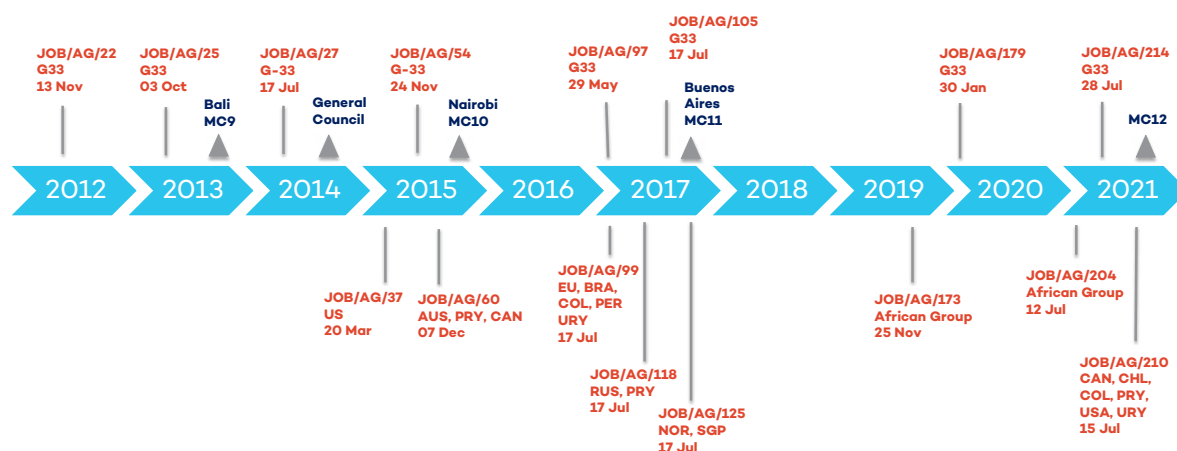 JOB/AG/22
G33
13 Nov
JOB/AG/25
G33
03 Oct
Bali
MC9
JOB/AG/27
G-33
17 Jul
General
Council
JOB/AG/54
G-33
24 Nov
Nairobi
MC10
JOB/AG/97
G33
29 May
JOB/AG/105
G33
17 Jul
Buenos
Aires
MC11
JOB/AG/179
G33
30 Jan
JOB/AG/214
G33
28 Jul
MC12
2012
2013
2014
2015
2016
2017
2018
2019
2020
2021
JOB/AG/37
US
20 Mar
JOB/AG/60
AUS, PRY, CAN
07 Dec
JOB/AG/99
EU, BRA,
COL, PER
URY
17 Jul
JOB/AG/118
RUS, PRY
17 Jul
JOB/AG/125
NOR, SGP
17 Jul
JOB/AG/173
African Group
25 Nov
JOB/AG/204
African Group
12 Jul
JOB/AG/210
CAN, CHL,
COL, PRY,
USA, URY
15 Jul